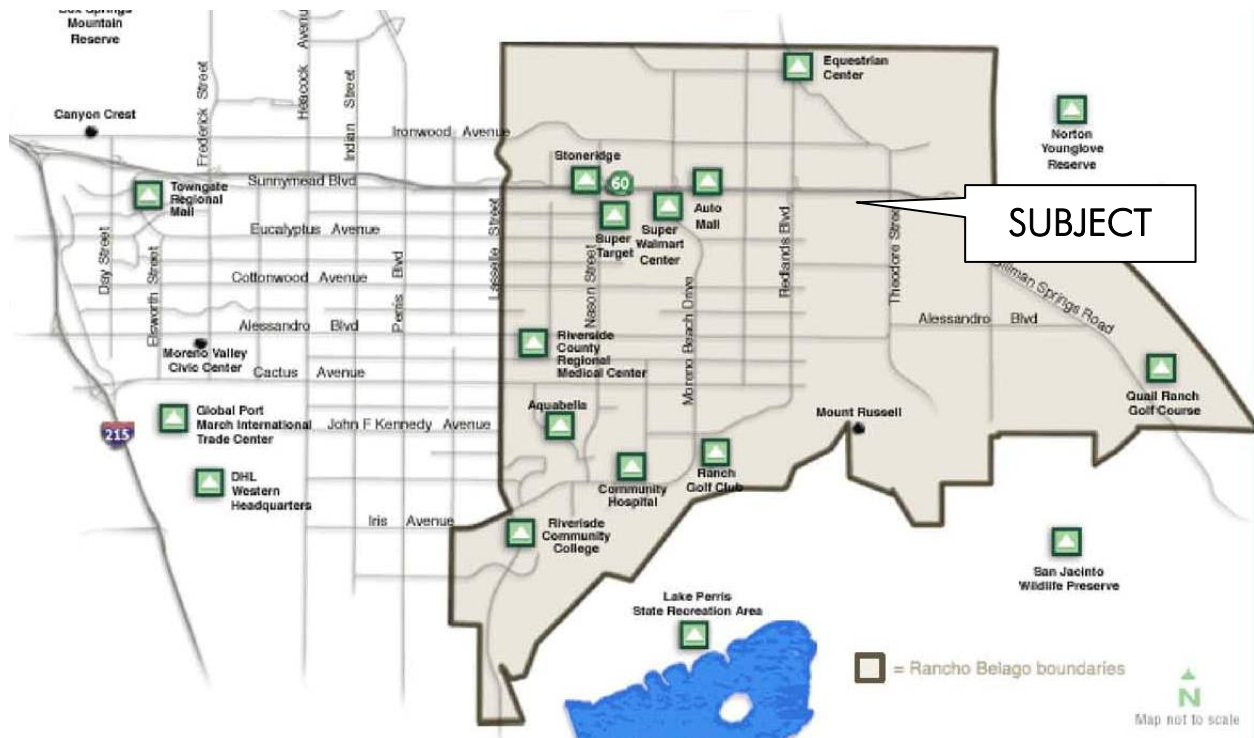 Box Springs
Mountain
Reserve
Canyon Crest
Frederick Street
Heacock Avenue
Indian Street
Ironwood Avenue
Equestrian
Center
Norton
Younglove
Reserve
Stoneridge
60
Towngate
Regional
Mall
Sunnymead Blvd
Auto
Mall
SUBJECT
Super
Target
Super
Walmart
Center
Eucalyptus Avenue
Day Street
Elsworth Street
Cottonwood Avenue
Perris Blvd
Lasselle Street
Nason Street
Moreno Beach Drive
Redlands Blvd
Theodore Street
Gillman Springs Road
Alessandro Blvd
Alessandro Blvd
Moreno Valley
Civic Center
Cactus Avenue
Riverside
County
Regional
Medical Center
Quail Ranch
Golf Course
Aquabella
Mount Russell
Global Port
March International
Trade Center
John F Kennedy Avenue
215
DHL
Western
Headquarters
Community
Hospital
Ranch
Golf Club
Iris Avenue
Riverisde
Community
College
San Jacinto
Wildlife Preserve
Lake Perris
State Recreation Area
= Rancho Belago boundaries
N
Map not to scale